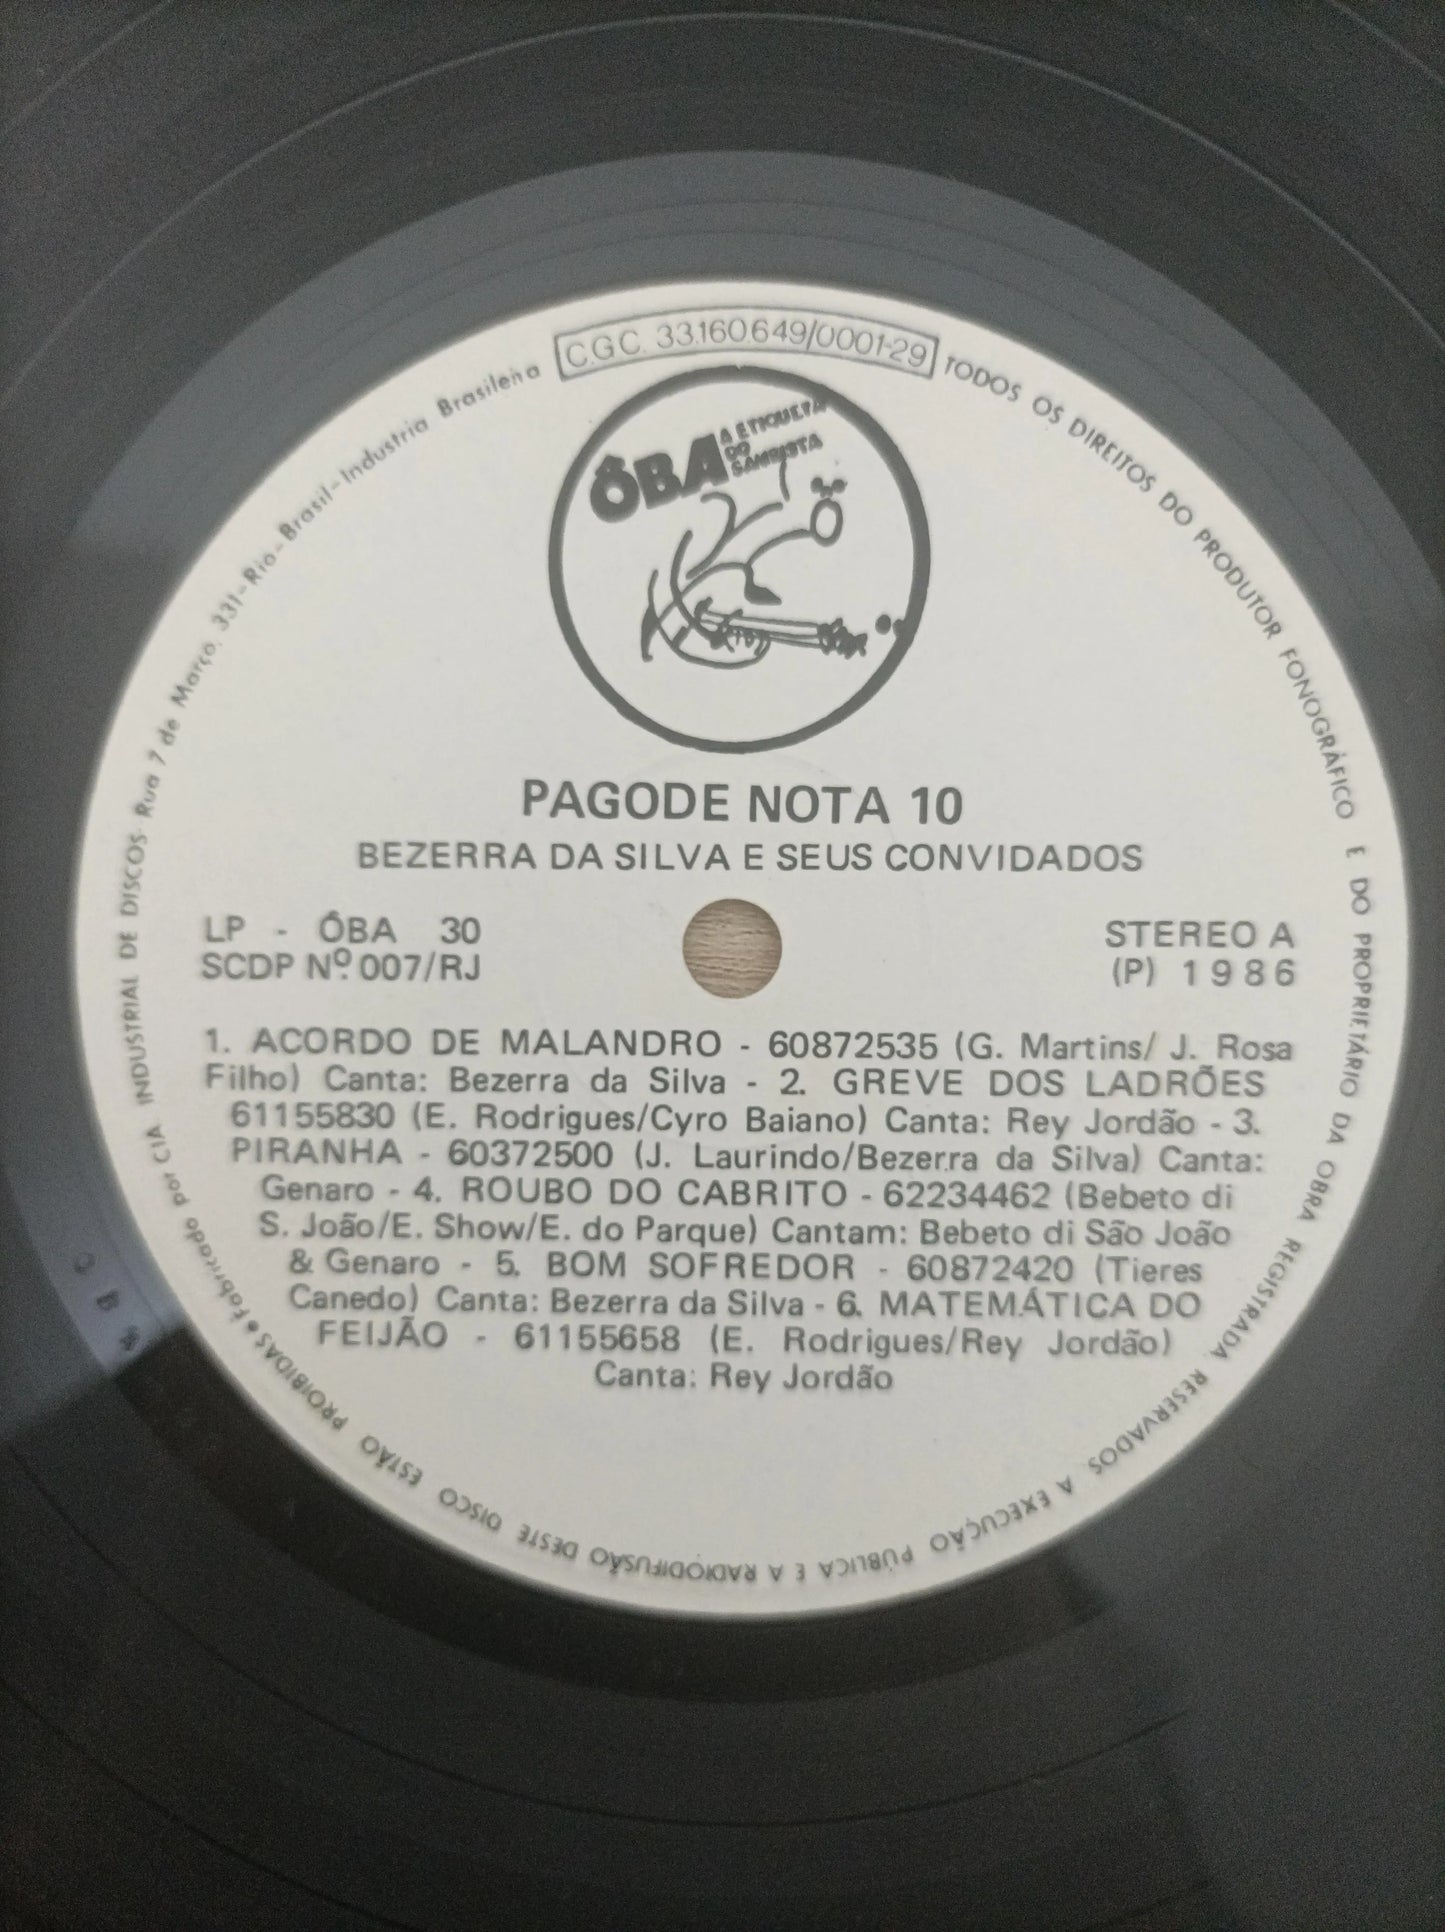 C.G.C. 33.160.649/0001-29
TODOS OS DIREITOS DO PRODUTOR FONOGRÁFICO E DO PROPRIETÁRIO DA OBRA REGISTRADA RESERVADOS A EXECUÇÃO PÚBLICA E A RADIODIFUSÃO DESTE DISCO ESTÃO PROIBIDAS • Fabricado por CIA INDUSTRIAL DE DISCOS - Rua 7 de Março, 331 - Rio - Brasil - Industria Brasileira
ÔBA A ETIQUETA
DO
SAMBISTA
PAGODE NOTA 10
BEZERRA DA SILVA E SEUS CONVIDADOS
LP - ÔBA 30
SCDP Nº 007/RJ
STEREO A
(P) 1986
1. ACORDO DE MALANDRO - 60872535 (G. Martins/ J. Rosa
Filho) Canta: Bezerra da Silva - 2. GREVE DOS LADRÕES
61155830 (E. Rodrigues/Cyro Baiano) Canta: Rey Jordão - 3.
PIRANHA - 60372500 (J. Laurindo/Bezerra da Silva) Canta:
Genaro - 4. ROUBO DO CABRITO - 62234462 (Bebeto di
S. João/E. Show/E. do Parque) Cantam: Bebeto di São João
& Genaro - 5. BOM SOFREDOR - 60872420 (Tieres
Canedo) Canta: Bezerra da Silva - 6. MATEMÁTICA DO
FEIJÃO - 61155658 (E. Rodrigues/Rey Jordão)
Canta: Rey Jordão